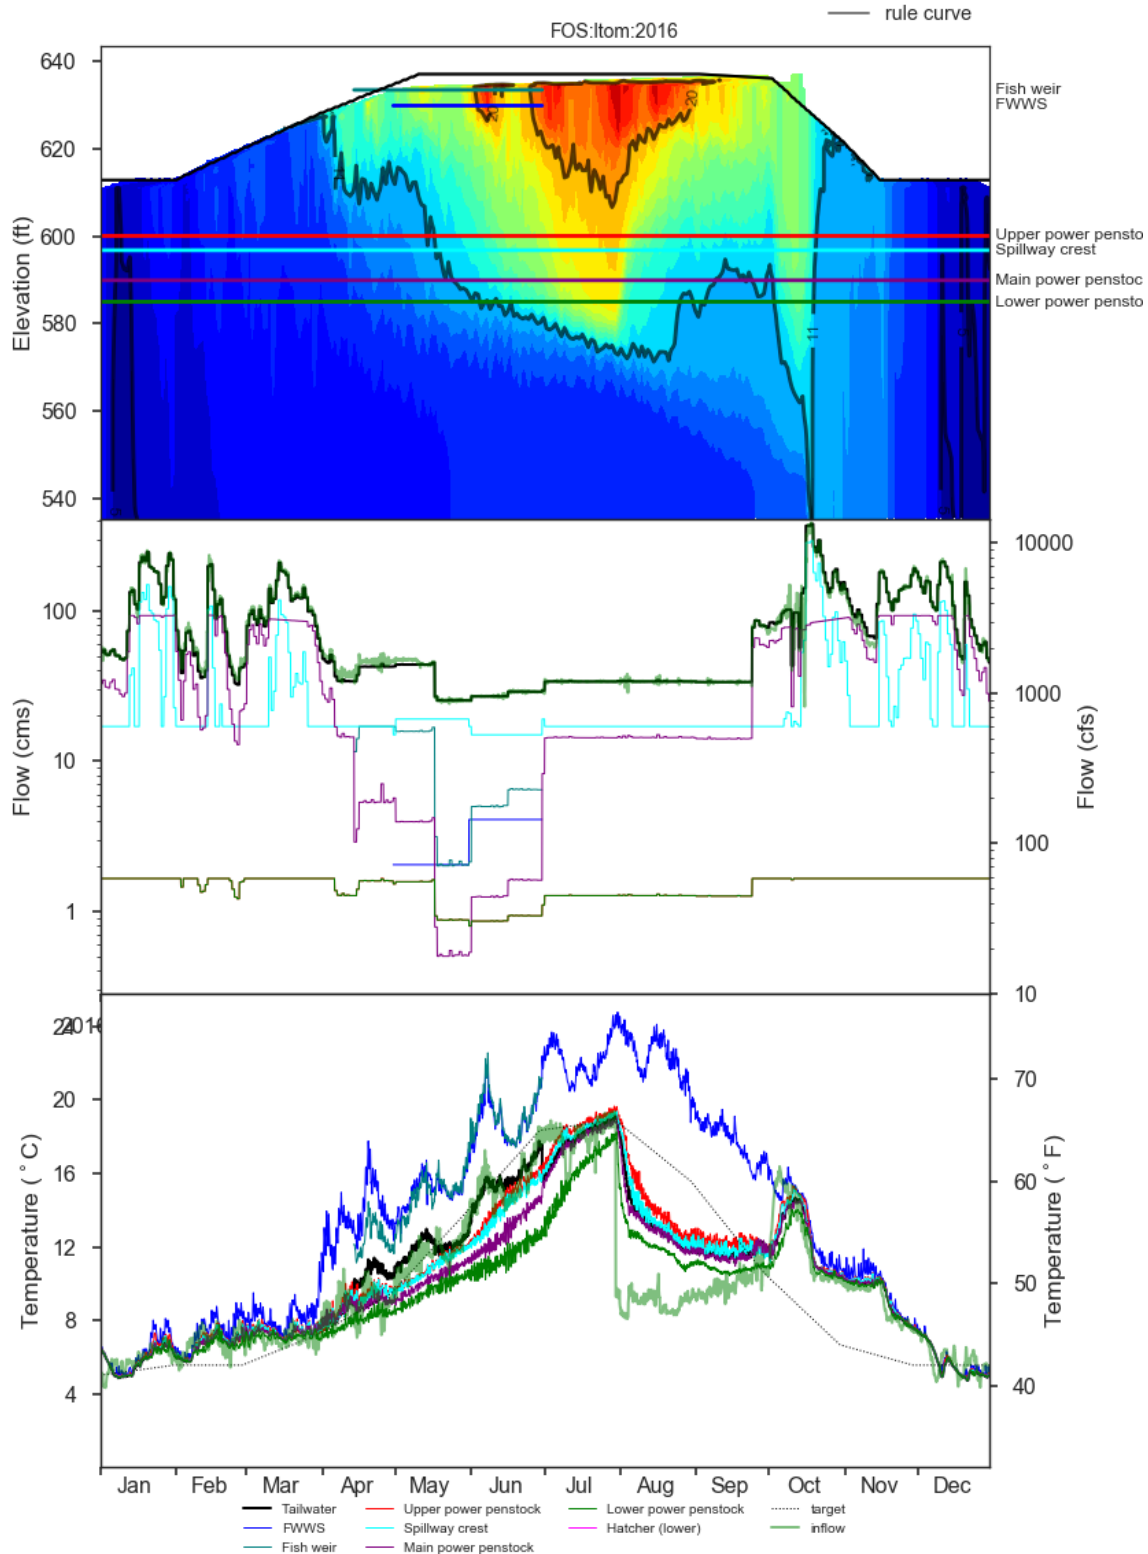 rule curve
FOS:ltom:2016
640
620
600
580
560
540
Elevation (ft)
Fish weir
FWWS
Upper power pensto
Spillway crest
Main power penstoc
Lower power pensto
20
20
11
100
10
1
Flow (cms)
10000
1000
100
10
Flow (cfs)
2016
24
20
16
12
8
4
Temperature (°C)
70
60
50
40
Temperature (°F)
Jan Feb Mar Apr May Jun Jul Aug Sep Oct Nov Dec
Tailwater Upper power penstock Lower power penstock target
FWWS Spillway crest Hatcher (lower) inflow
Fish weir Main power penstock